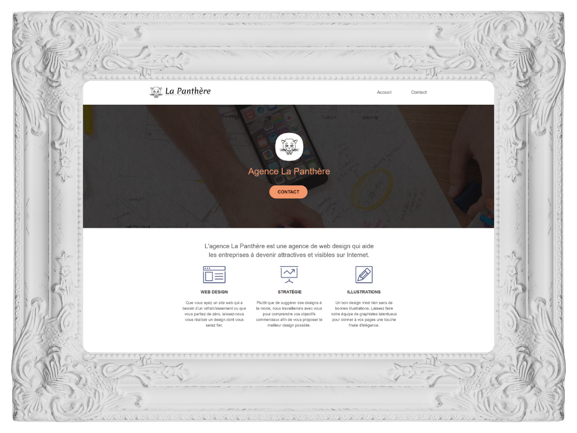 La Panthère
Accueil Contact
Agence La Panthère
CONTACT
L'agence La Panthère est une agence de web design qui aide
les entreprises à devenir attractives et visibles sur Internet.
WEB DESIGN
Que vous ayez un site web qui a
besoin d'un rafraîchissement ou que
vous partiez de zéro, laissez-nous
vous réaliser un design dont vous
serez fier.
STRATÉGIE
Plutôt que de suggérer des designs à
la mode, nous travaillerons avec vous
pour comprendre vos objectifs
commerciaux afin de vous proposer le
meilleur design possible.
ILLUSTRATIONS
Un bon design n'est rien sans de
bonnes illustrations. Laissez faire
notre équipe de graphistes talentueux
pour donner à vos pages une touche
finale d'élégance.